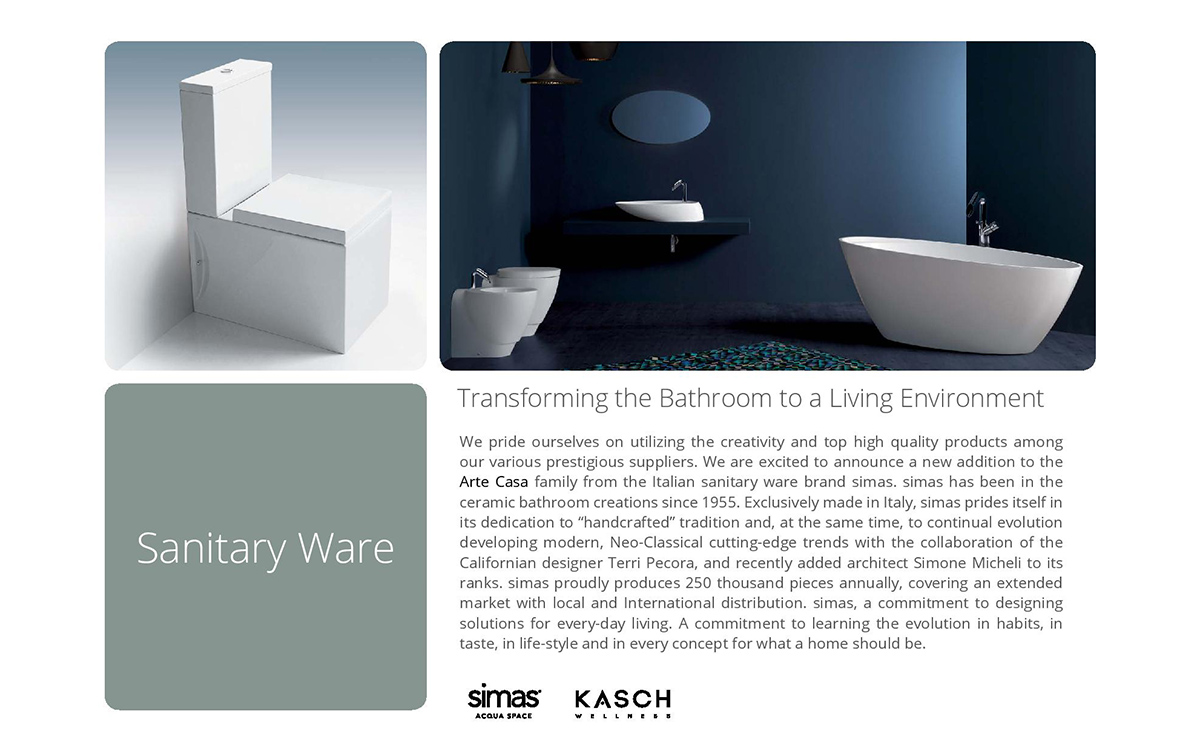 Transforming the Bathroom to a Living Environment
We pride ourselves on utilizing the creativity and top high quality products among
our various prestigious suppliers. We are excited to announce a new addition to the
Arte Casa family from the Italian sanitary ware brand simas. simas has been in the
ceramic bathroom creations since 1955. Exclusively made in Italy, simas prides itself in
its dedication to “handcrafted” tradition and, at the same time, to continual evolution
developing modern, Neo-Classical cutting-edge trends with the collaboration of the
Californian designer Terri Pecora, and recently added architect Simone Micheli to its
ranks. simas proudly produces 250 thousand pieces annually, covering an extended
market with local and International distribution. simas, a commitment to designing
solutions for every-day living. A commitment to learning the evolution in habits, in
taste, in life-style and in every concept for what a home should be.
Sanitary Ware
simas
ACQUA SPACE
KASCH
WELLNESS